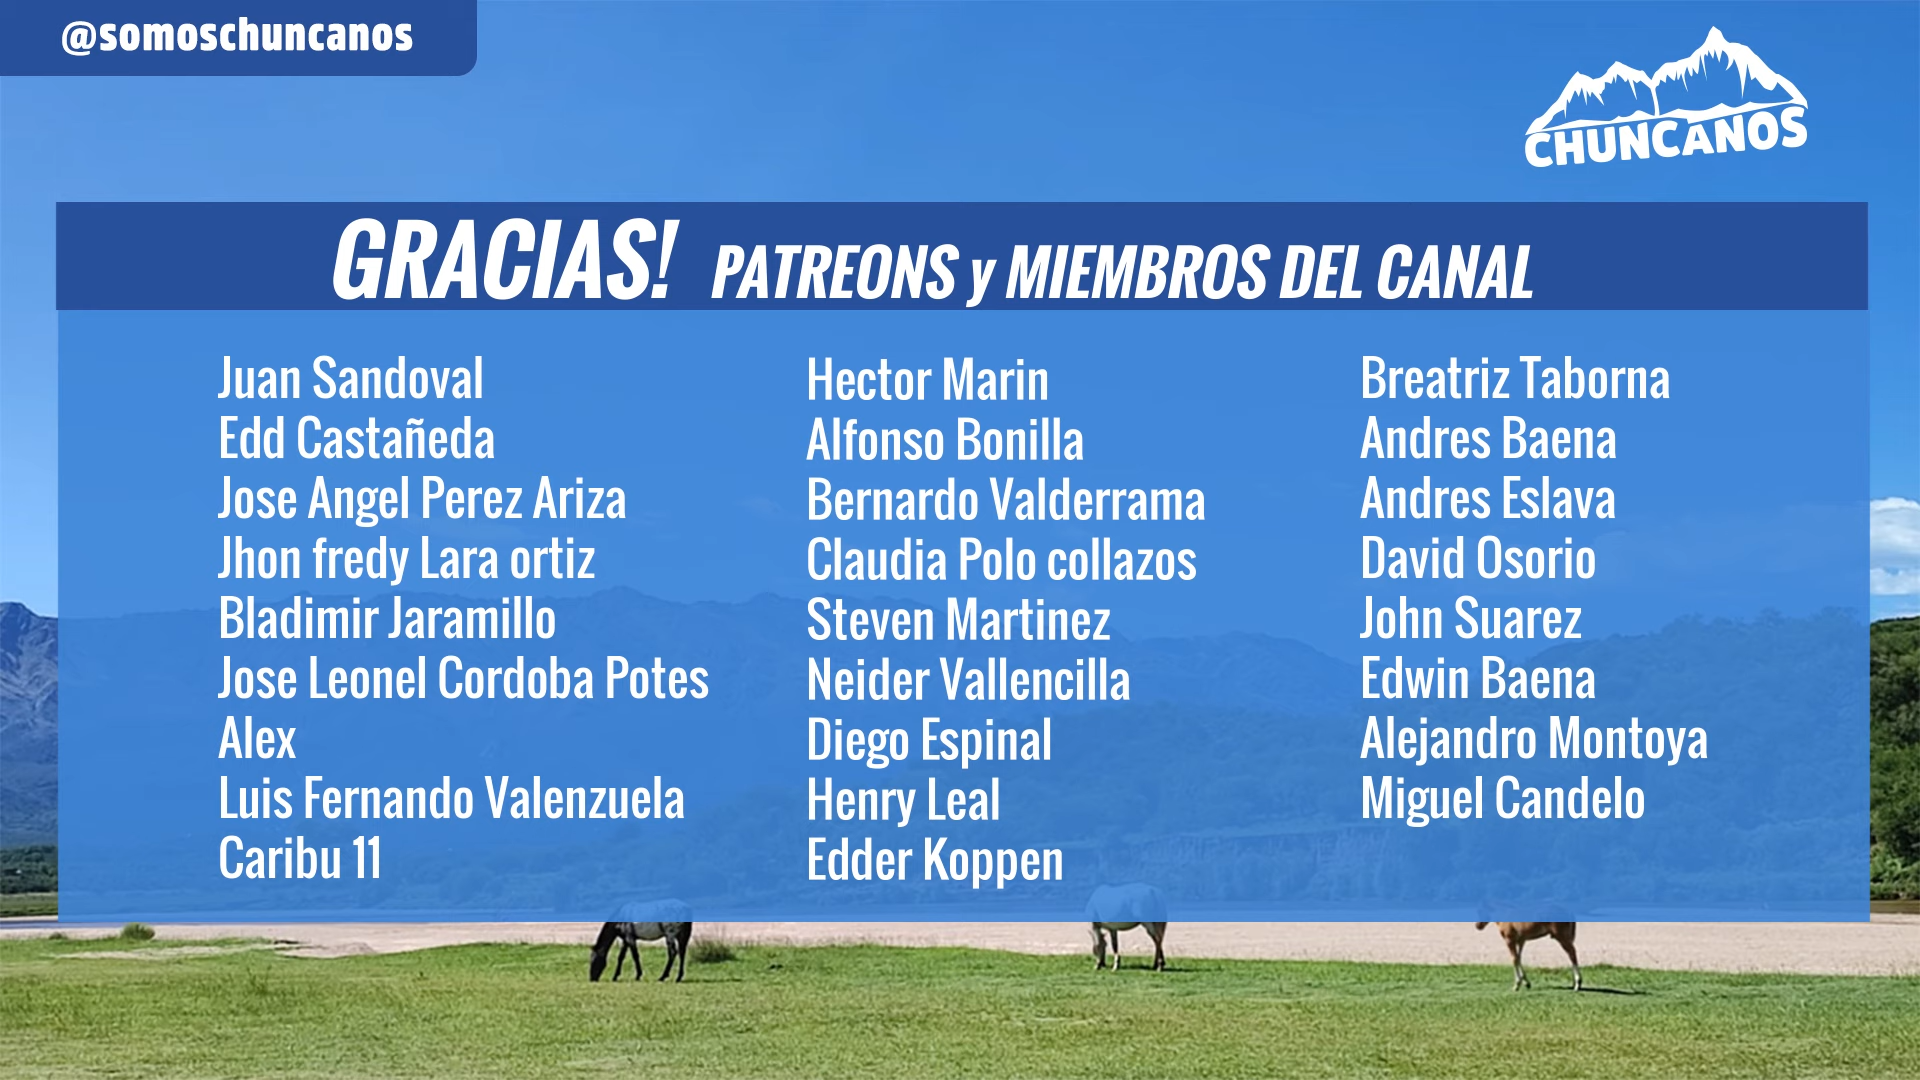 @somoschuncanos
CHUNCANOS
GRACIAS! PATREONS y MIEMBROS DEL CANAL
Juan Sandoval
Edd Castañeda
Jose Angel Perez Ariza
Jhon fredy Lara ortiz
Bladimir Jaramillo
Jose Leonel Cordoba Potes
Alex
Luis Fernando Valenzuela
Caribu 11
Hector Marin
Alfonso Bonilla
Bernardo Valderrama
Claudia Polo collazos
Steven Martinez
Neider Vallencilla
Diego Espinal
Henry Leal
Edder Koppen
Breatriz Taborna
Andres Baena
Andres Eslava
David Osorio
John Suarez
Edwin Baena
Alejandro Montoya
Miguel Candelo